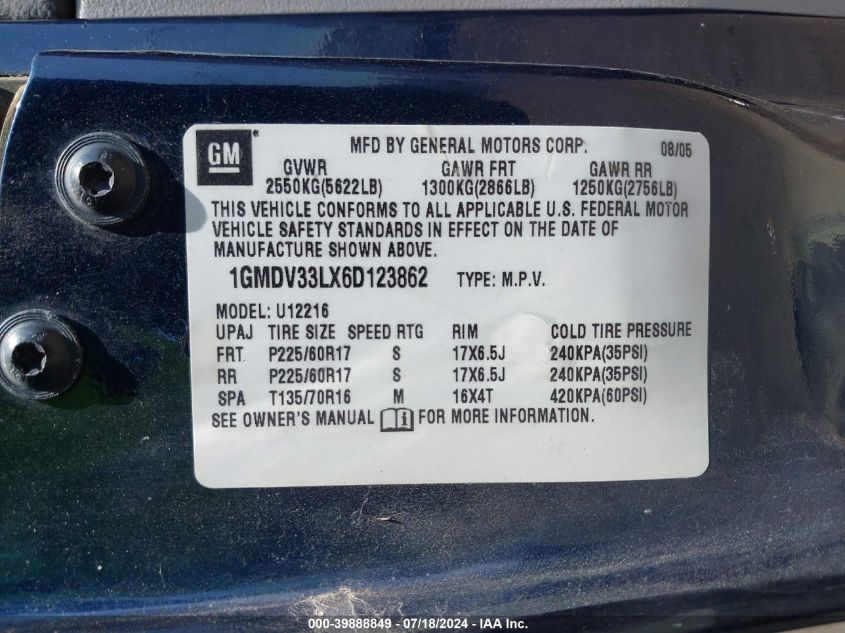 GM ® MFD BY GENERAL MOTORS CORP. 08/05
GVWR GAWR FRT GAWR RR
2550KG(5622LB) 1300KG(2866LB) 1250KG(2756LB)
THIS VEHICLE CONFORMS TO ALL APPLICABLE U.S. FEDERAL MOTOR
VEHICLE SAFETY STANDARDS IN EFFECT ON THE DATE OF
MANUFACTURE SHOWN ABOVE.
1GMDV33LX6D123862 TYPE: M.P.V.
MODEL: U12216
UPAJ TIRE SIZE SPEED RTG RIM COLD TIRE PRESSURE
FRT P225/60R17 S 17X6.5J 240KPA(35PSI)
RR P225/60R17 S 17X6.5J 240KPA(35PSI)
SPA T135/70R16 M 16X4T 420KPA(60PSI)
SEE OWNER'S MANUAL FOR MORE INFORMATION.
000-39888849 - 07/18/2024 - IAA Inc.